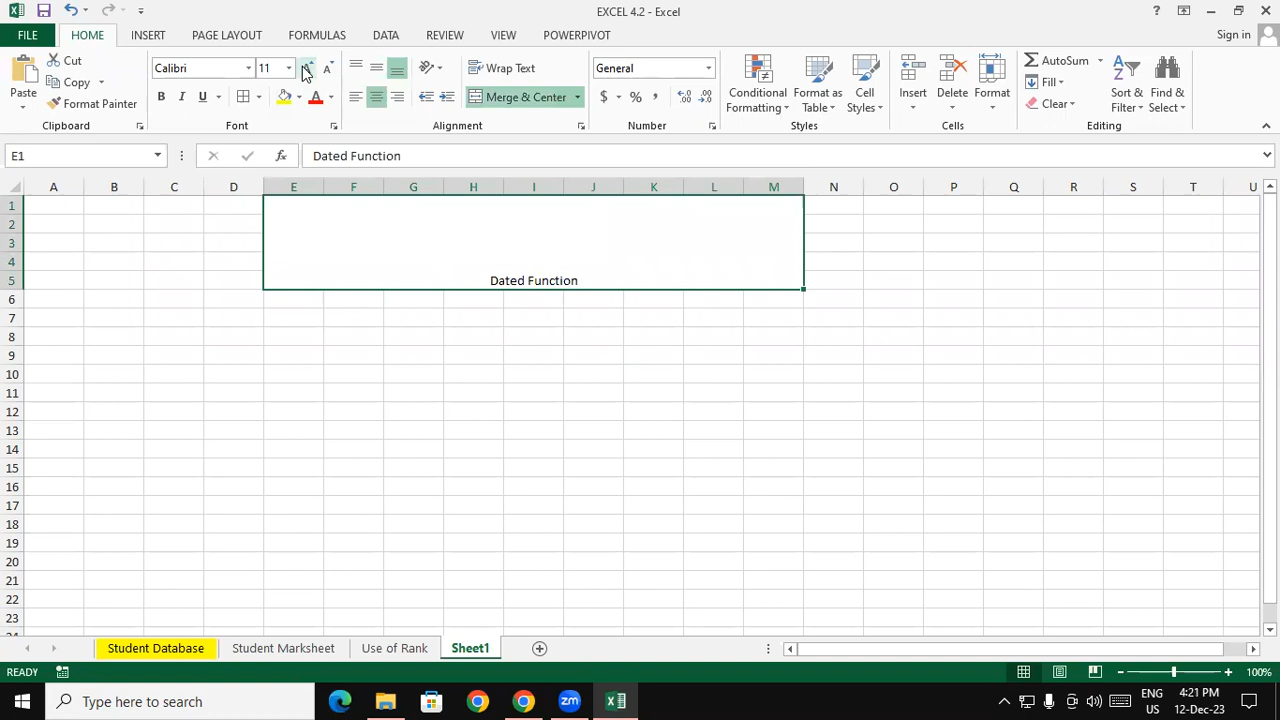 EXCEL 4.2 - Excel
?
FILE HOME INSERT PAGE LAYOUT FORMULAS DATA REVIEW VIEW POWERPIVOT Sign in
Paste
Cut
Copy
Format Painter
Clipboard
Calibri 11
B I U A
Font
Wrap Text
Merge & Center
Alignment
General
$ % ,
Number
Conditional Formatting
Format as Table
Cell Styles
Styles
Insert
Delete
Format
Cells
AutoSum
Fill
Clear
Sort & Filter
Find & Select
Editing
E1 fx Dated Function
A B C D E F G H I J K L M N O P Q R S T U
1
2
3
4
5 Dated Function
6
7
8
9
10
11
12
13
14
15
16
17
18
19
20
21
22
23
24
Student Database Student Marksheet Use of Rank Sheet1
READY 100%
Type here to search
zm
ENG
US
4:21 PM
12-Dec-23